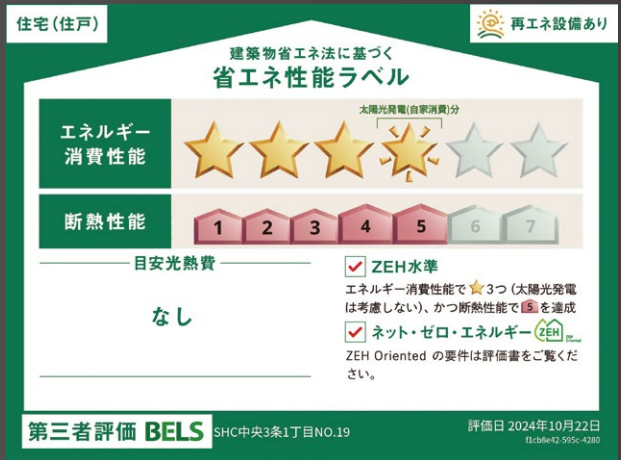 住宅(住戸)
再エネ設備あり
建築物省エネ法に基づく
省エネ性能ラベル
太陽光発電(自家消費)分
エネルギー
消費性能
断熱性能
1 2 3 4 5 6 7
目安光熱費
なし
ZEH水準
エネルギー消費性能で⭐3つ(太陽光発電
は考慮しない)、かつ断熱性能で5を達成
ネット・ゼロ・エネルギー ZEH
ZEH Oriented の要件は評価書をご覧くだ
さい。
第三者評価 BELS SHC中央3条1丁目NO.19
評価日 2024年10月22日
f1cb8e42-595c-4280